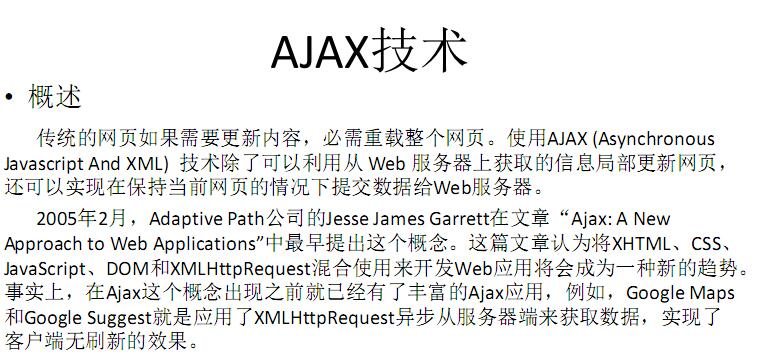 AJAX技术
• 概述
传统的网页如果需要更新内容，必需重载整个网页。使用AJAX (Asynchronous
Javascript And XML) 技术除了可以利用从 Web 服务器上获取的信息局部更新网页，
还可以实现在保持当前网页的情况下提交数据给Web服务器。
2005年2月，Adaptive Path公司的Jesse James Garrett在文章“Ajax: A New
Approach to Web Applications”中最早提出这个概念。这篇文章认为将XHTML、CSS、
JavaScript、DOM和XMLHttpRequest混合使用来开发Web应用将会成为一种新的趋势。
事实上，在Ajax这个概念出现之前就已经有了丰富的Ajax应用，例如，Google Maps
和Google Suggest就是应用了XMLHttpRequest异步从服务器端来获取数据，实现了
客户端无刷新的效果。